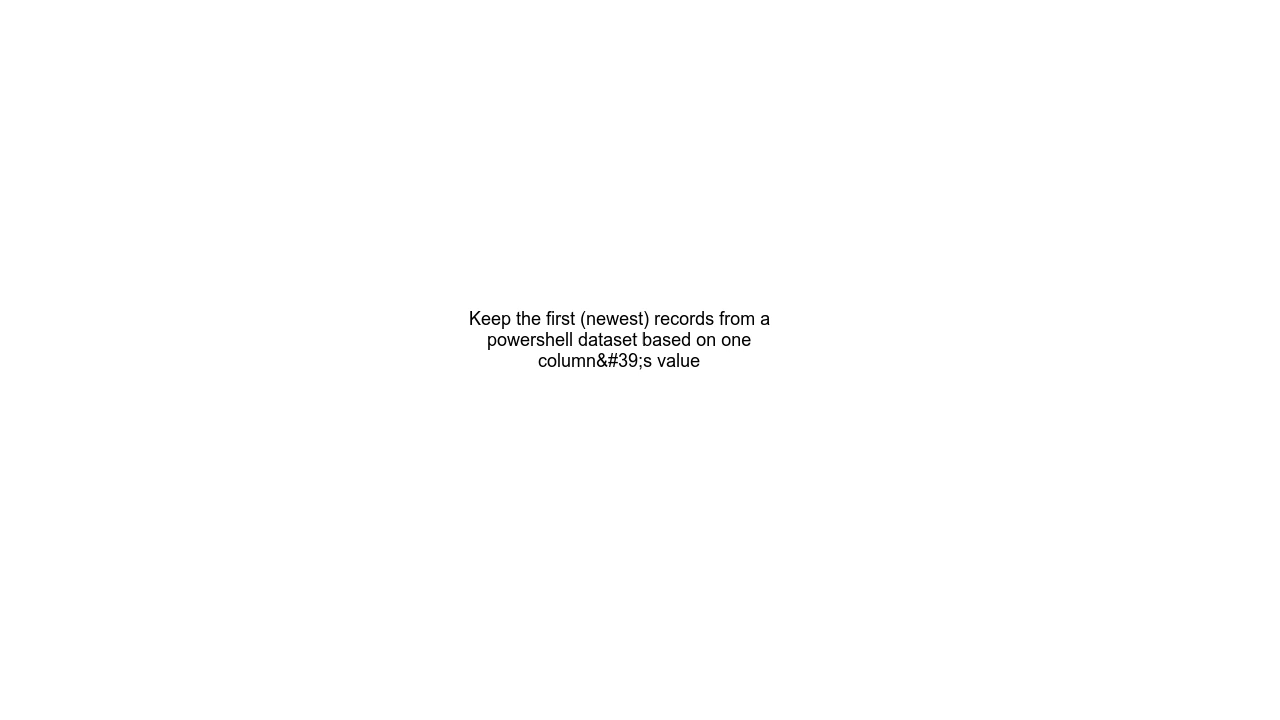 Keep the first (newest) records from a
powershell dataset based on one
column&#39;s value